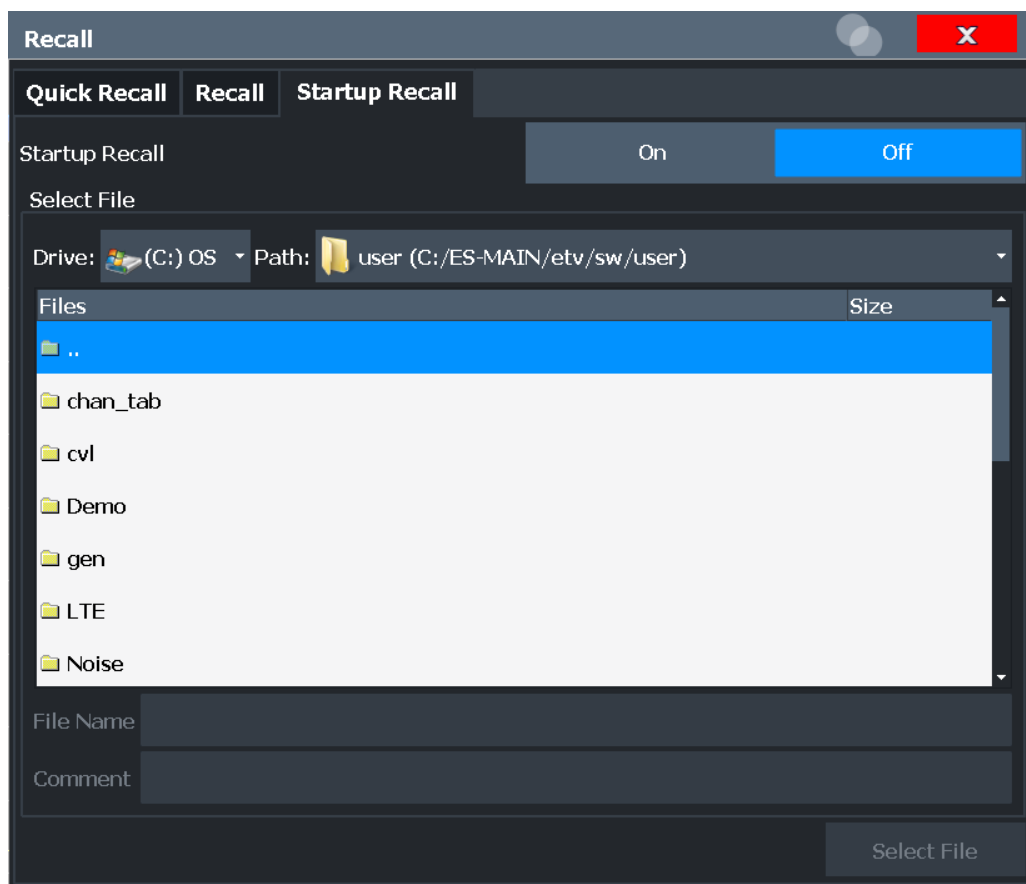 Recall
X
Quick Recall Recall Startup Recall
Startup Recall On Off
Select File
Drive: (C:) OS Path: user (C:/ES-MAIN/etv/sw/user)
Files Size
..
chan_tab
cvl
Demo
gen
LTE
Noise
File Name
Comment
Select File